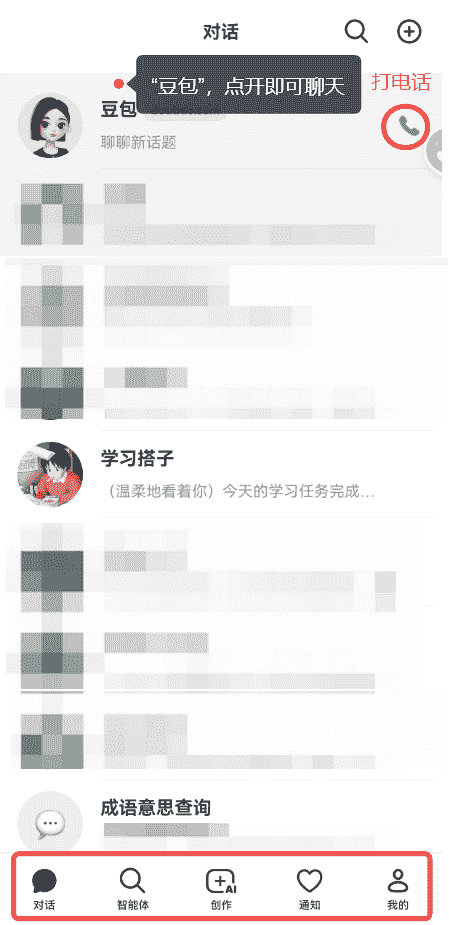 对话
打电话
“豆包”，点开即可聊天
豆包
聊聊新话题
学习搭子
（温柔地看着你）今天的学习任务完成…
成语意思查询
AI
对话
智能体
创作
通知
我的